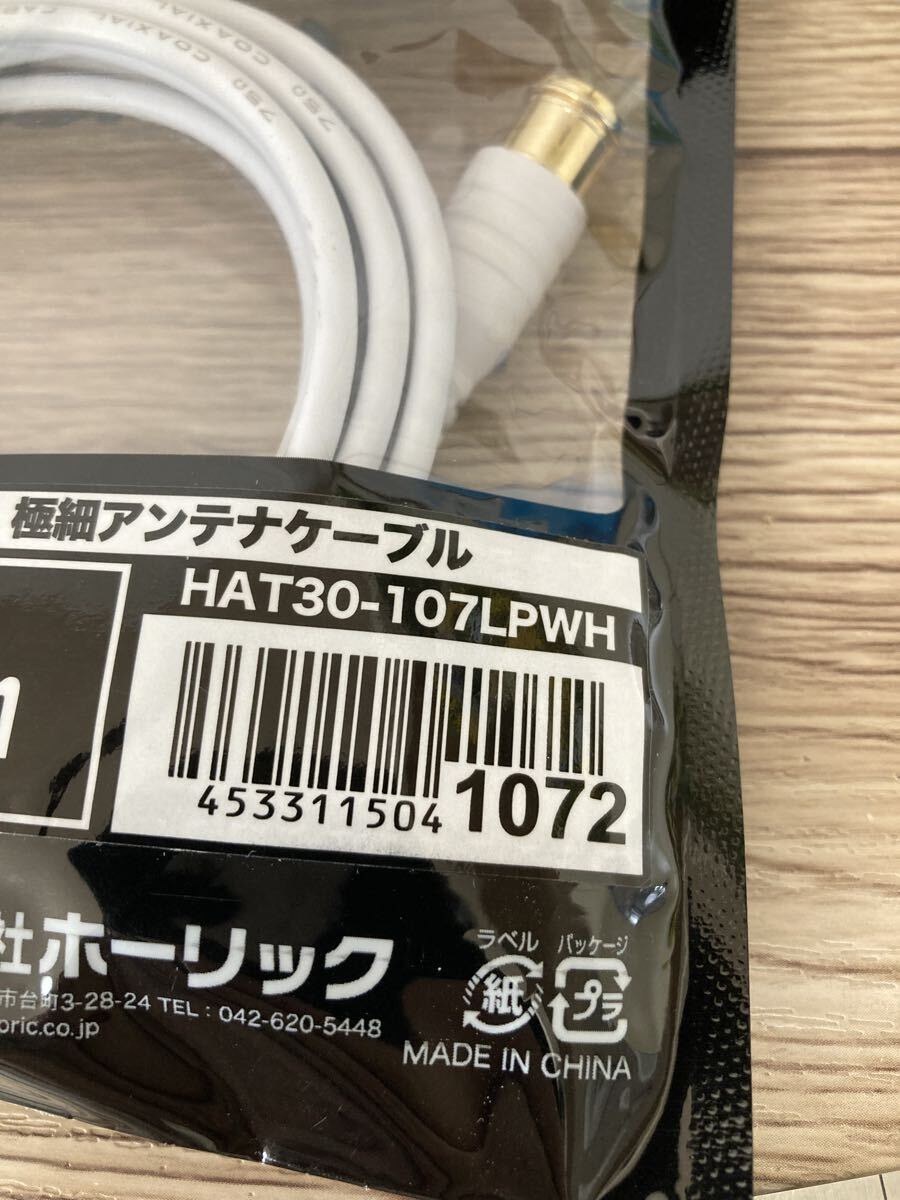 75Ω COAXIAL
75Ω COAXIAL
極細アンテナケーブル
HAT30-107LPWH
4533115041072
社ホーリック
市台町3-28-24 TEL：042-620-5448
oric.co.jp
ラベル パッケージ
紙 プラ
MADE IN CHINA